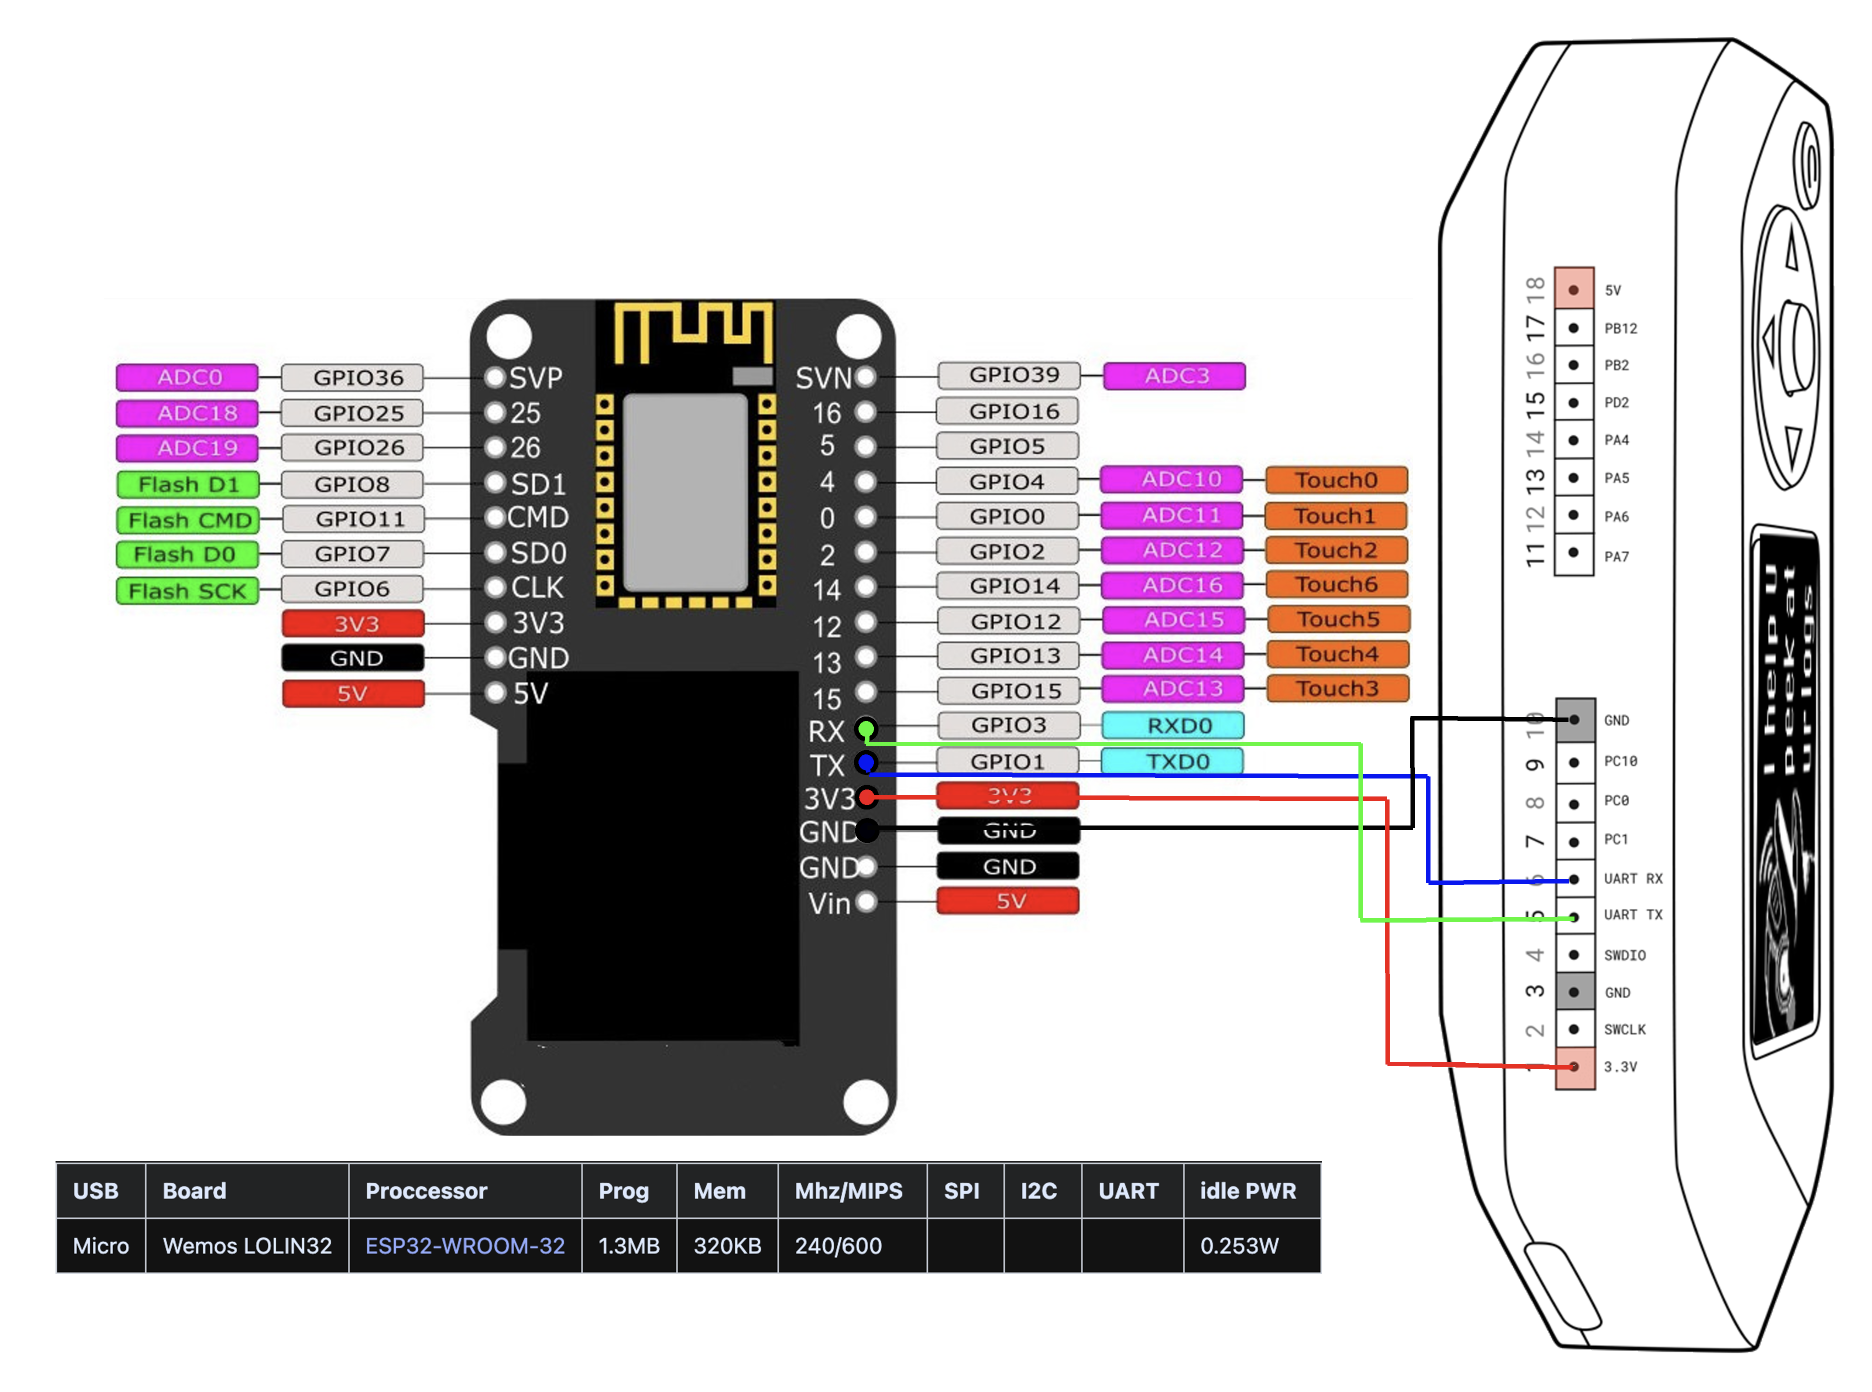 ADC0 GPIO36 SVP
ADC18 GPIO25 25
ADC19 GPIO26 26
Flash D1 GPIO8 SD1
Flash CMD GPIO11 CMD
Flash D0 GPIO7 SD0
Flash SCK GPIO6 CLK
3V3 3V3
GND GND
5V 5V
SVN GPIO39 ADC3
16 GPIO16
5 GPIO5
4 GPIO4 ADC10 Touch0
0 GPIO0 ADC11 Touch1
2 GPIO2 ADC12 Touch2
14 GPIO14 ADC16 Touch6
12 GPIO12 ADC15 Touch5
13 GPIO13 ADC14 Touch4
15 GPIO15 ADC13 Touch3
RX GPIO3 RXD0
TX GPIO1 TXD0
3V3 3V3
GND GND
GND GND
Vin 5V
18 5V
17 PB12
16 PB2
15 PD2
14 PA4
13 PA5
12 PA6
11 PA7
10 GND
9 PC10
8 PC0
7 PC1
6 UART RX
5 UART TX
4 SWDIO
3 GND
2 SWCLK
1 3.3V
I help U
peek at
ur logs
USB Board Proccessor Prog Mem Mhz/MIPS SPI I2C UART idle PWR
Micro Wemos LOLIN32 ESP32-WROOM-32 1.3MB 320KB 240/600 0.253W